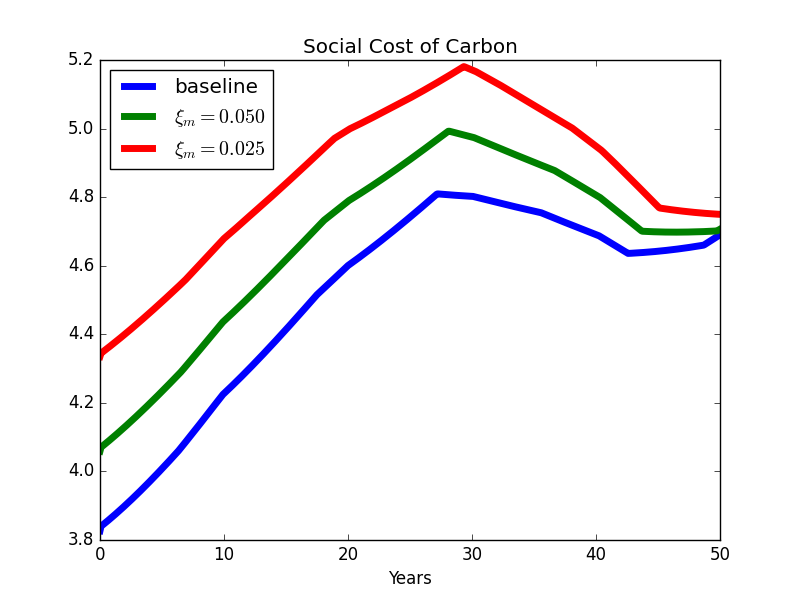 Social Cost of Carbon
5.2
5.0
4.8
4.6
4.4
4.2
4.0
3.8
baseline
ξₘ = 0.050
ξₘ = 0.025
0 10 20 30 40 50
Years